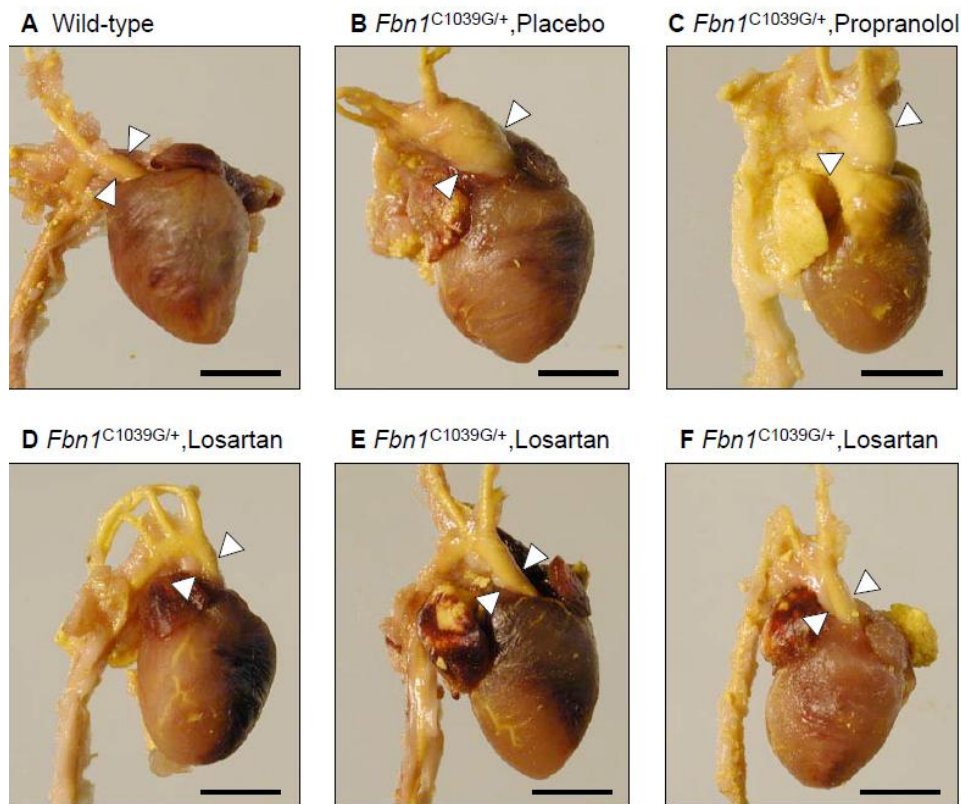 A Wild-type
B Fbn1C1039G/+,Placebo
C Fbn1C1039G/+,Propranolol
D Fbn1C1039G/+,Losartan
E Fbn1C1039G/+,Losartan
F Fbn1C1039G/+,Losartan